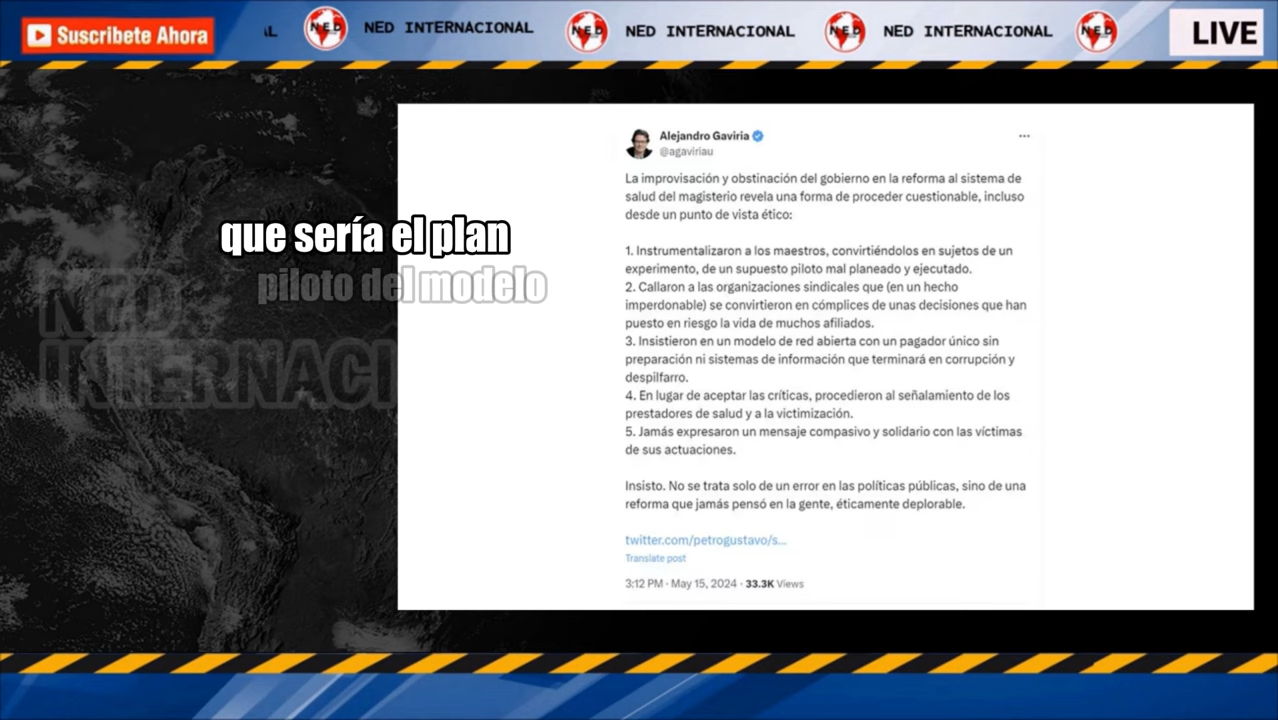 Suscribete Ahora
NED INTERNACIONAL
NED
NED INTERNACIONAL
NED
NED INTERNACIONAL
NED
LIVE
Alejandro Gaviria
@agaviriau
La improvisación y obstinación del gobierno en la reforma al sistema de
salud del magisterio revela una forma de proceder cuestionable, incluso
desde un punto de vista ético:
1. Instrumentalizaron a los maestros, convirtiéndolos en sujetos de un
experimento, de un supuesto piloto mal planeado y ejecutado.
2. Callaron a las organizaciones sindicales que (en un hecho
imperdonable) se convirtieron en cómplices de unas decisiones que han
puesto en riesgo la vida de muchos afiliados.
3. Insistieron en un modelo de red abierta con un pagador único sin
preparación ni sistemas de información que terminará en corrupción y
despilfarro.
4. En lugar de aceptar las críticas, procedieron al señalamiento de los
prestadores de salud y a la victimización.
5. Jamás expresaron un mensaje compasivo y solidario con las víctimas
de sus actuaciones.
Insisto. No se trata solo de un error en las políticas públicas, sino de una
reforma que jamás pensó en la gente, éticamente deplorable.
twitter.com/petrogustavo/s...
Translate post
3:12 PM · May 15, 2024 · 33.3K Views
que sería el plan
piloto del modelo
NED
INTERNACI